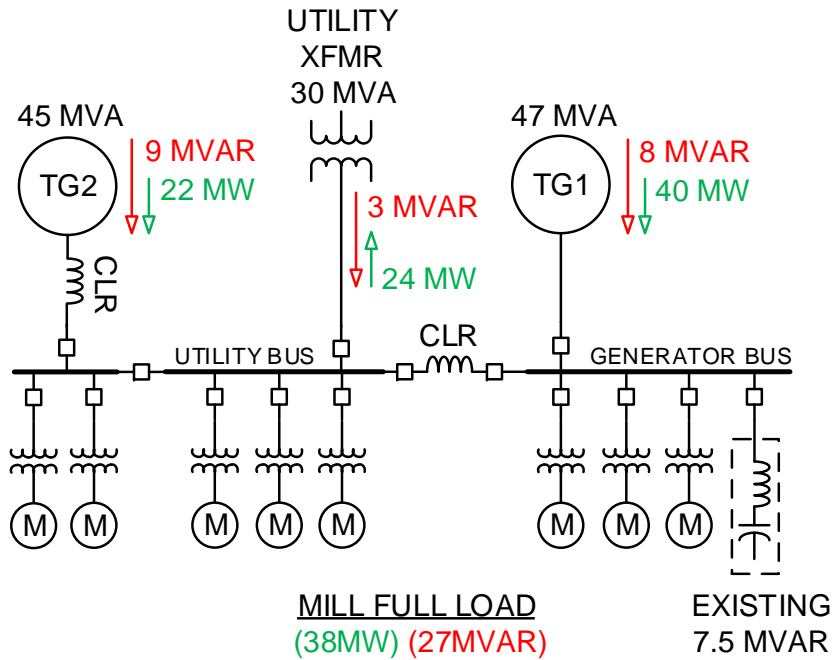 UTILITY
XFMR
30 MVA
45 MVA
TG2
9 MVAR
22 MW
3 MVAR
24 MW
47 MVA
TG1
8 MVAR
40 MW
CLR
UTILITY BUS
CLR
GENERATOR BUS
M
M
M
M
M
M
M
M
MILL FULL LOAD
(38MW) (27MVAR)
EXISTING
7.5 MVAR